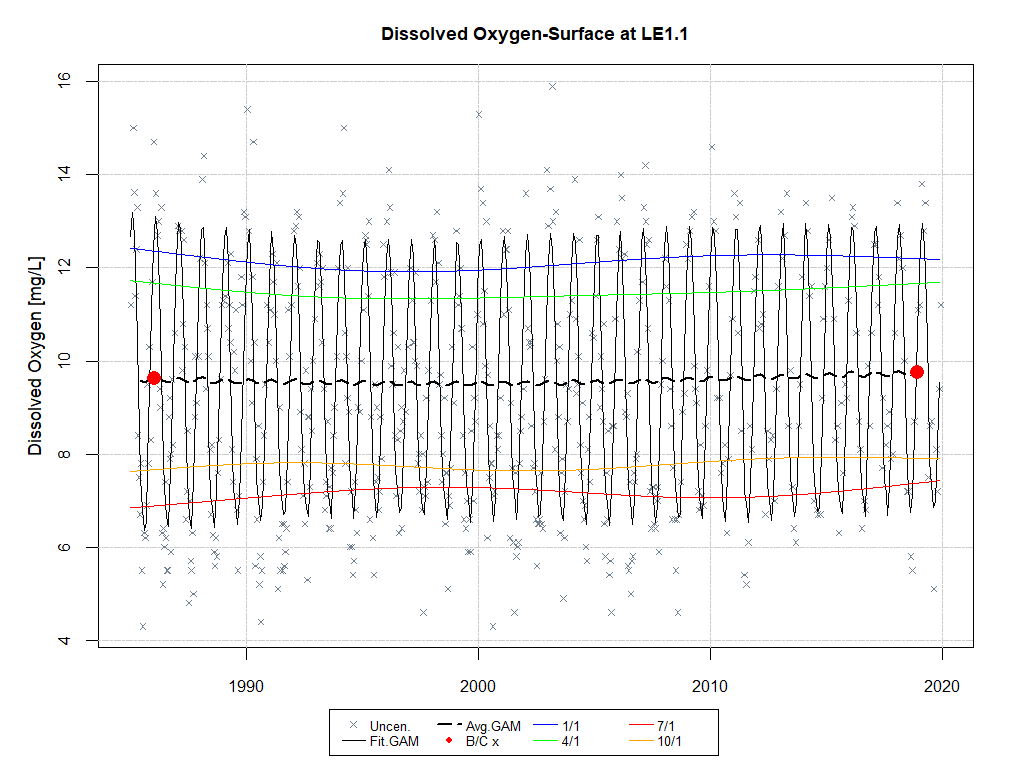 Dissolved Oxygen-Surface at LE1.1
Dissolved Oxygen [mg/L]
16
14
12
10
8
6
4
1990 2000 2010 2020
Uncen. Avg.GAM 1/1 7/1
Fit.GAM B/C x 4/1 10/1